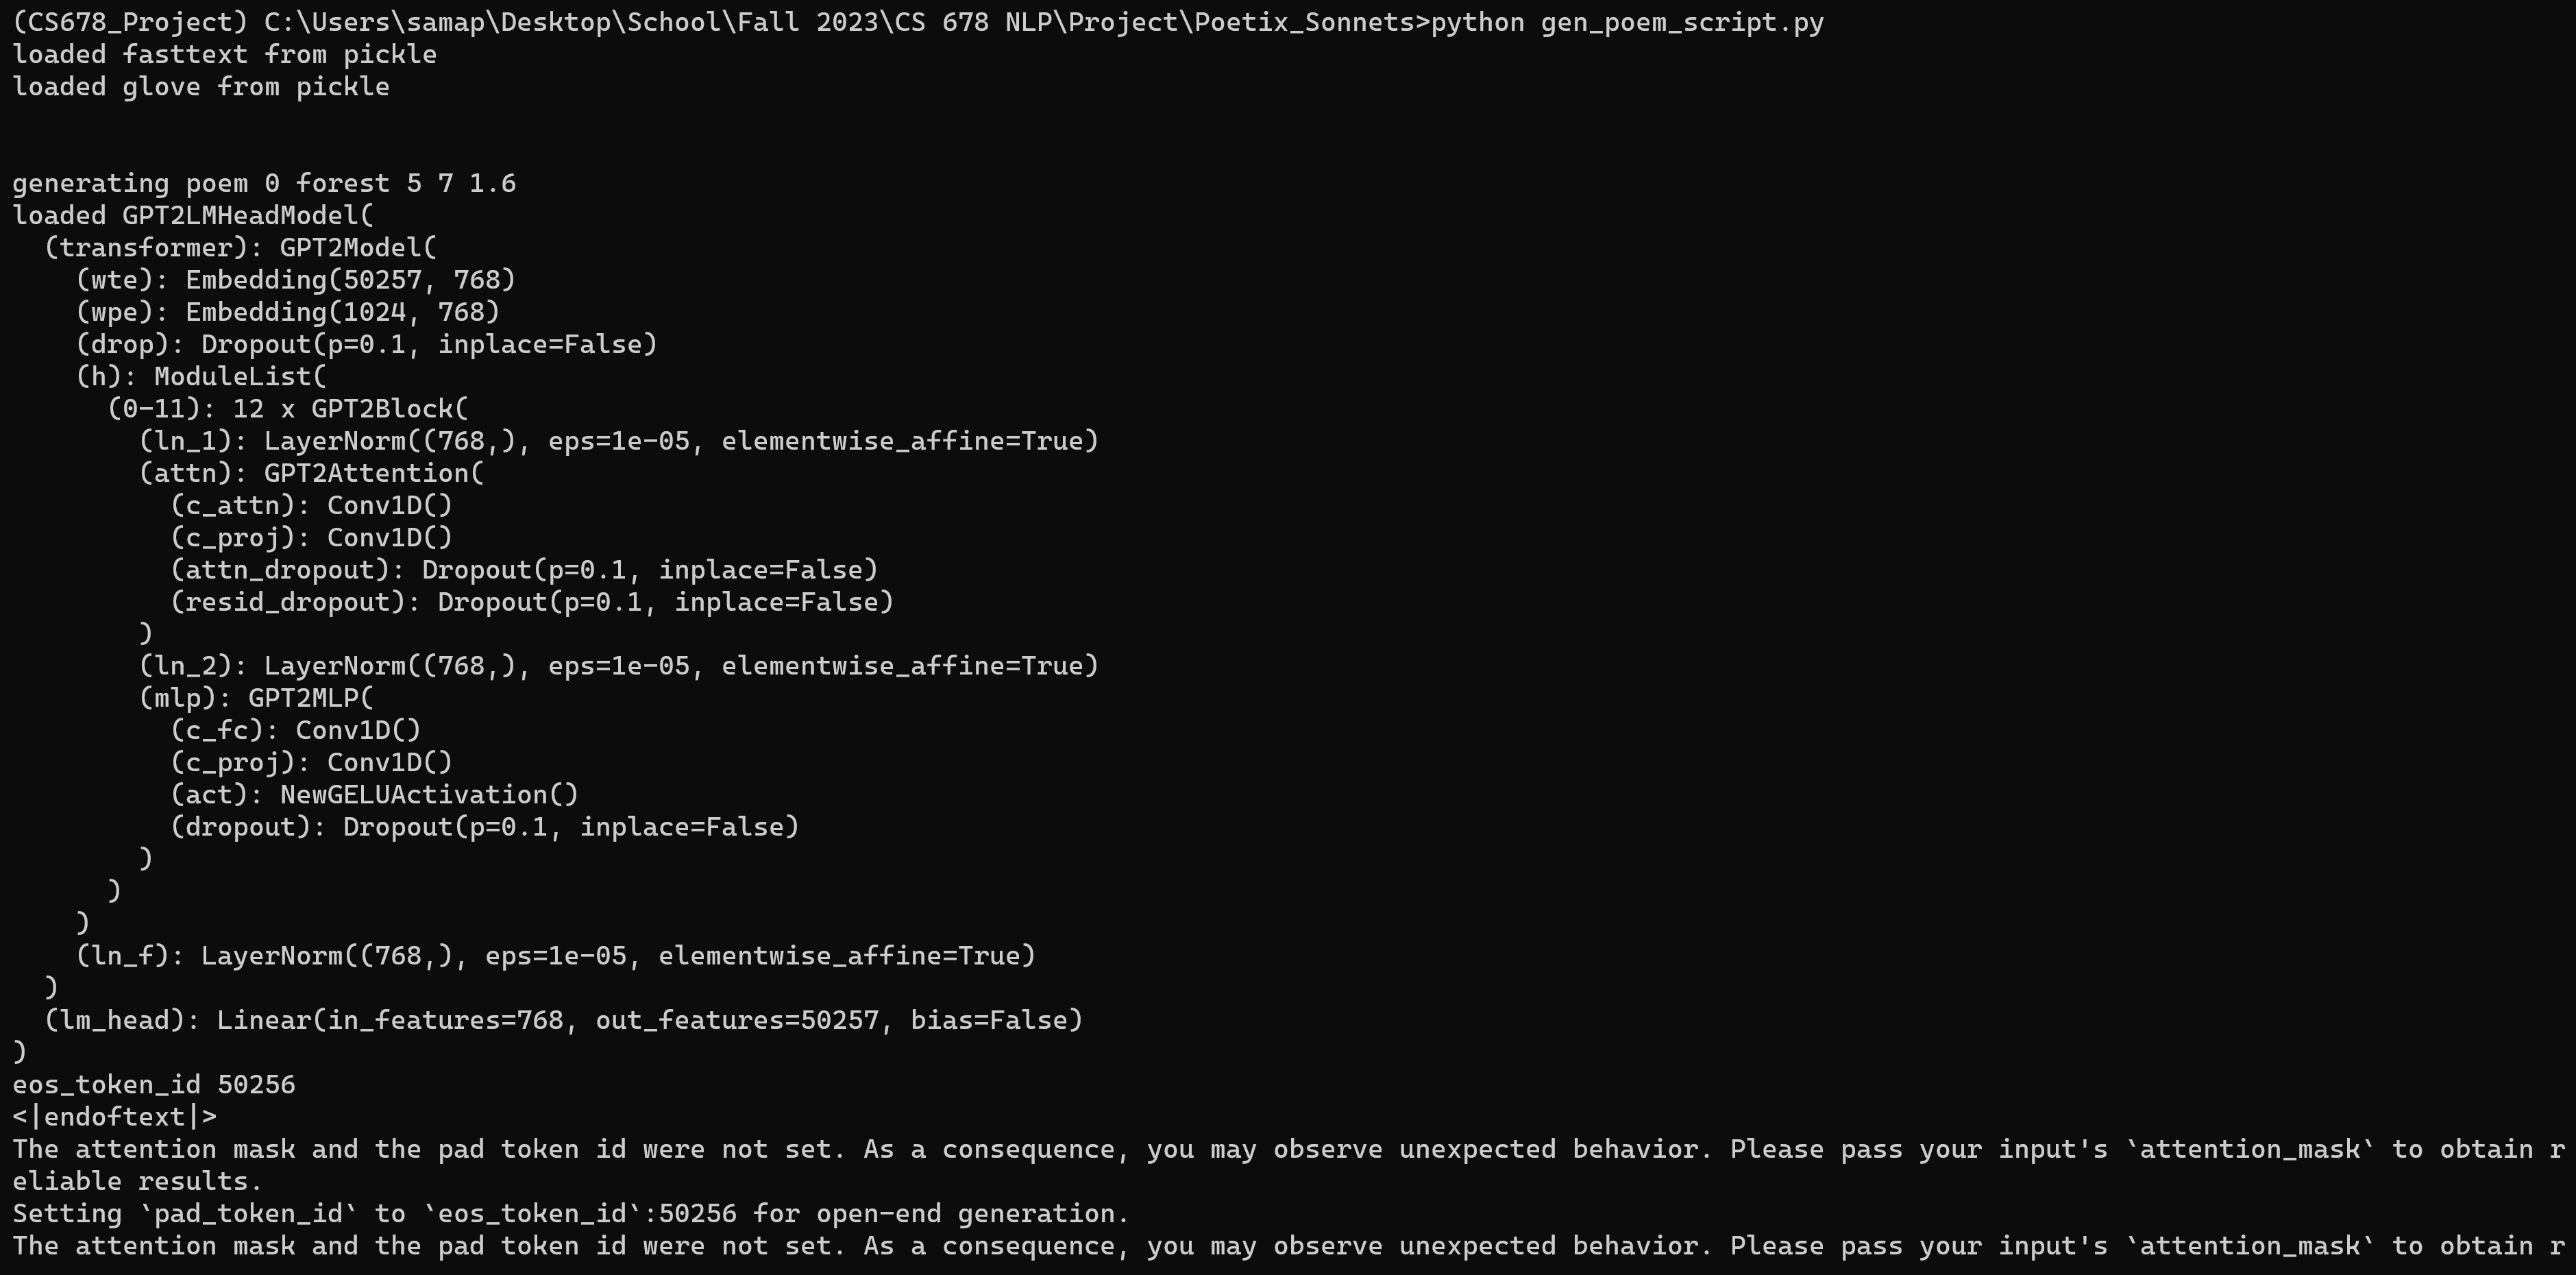 (CS678_Project) C:\Users\samap\Desktop\School\Fall 2023\CS 678 NLP\Project\Poetix_Sonnets>python gen_poem_script.py
loaded fasttext from pickle
loaded glove from pickle
generating poem 0 forest 5 7 1.6
loaded GPT2LMHeadModel(
  (transformer): GPT2Model(
    (wte): Embedding(50257, 768)
    (wpe): Embedding(1024, 768)
    (drop): Dropout(p=0.1, inplace=False)
    (h): ModuleList(
      (0-11): 12 x GPT2Block(
        (ln_1): LayerNorm((768,), eps=1e-05, elementwise_affine=True)
        (attn): GPT2Attention(
          (c_attn): Conv1D()
          (c_proj): Conv1D()
          (attn_dropout): Dropout(p=0.1, inplace=False)
          (resid_dropout): Dropout(p=0.1, inplace=False)
        )
        (ln_2): LayerNorm((768,), eps=1e-05, elementwise_affine=True)
        (mlp): GPT2MLP(
          (c_fc): Conv1D()
          (c_proj): Conv1D()
          (act): NewGELUActivation()
          (dropout): Dropout(p=0.1, inplace=False)
        )
      )
    )
    (ln_f): LayerNorm((768,), eps=1e-05, elementwise_affine=True)
  )
  (lm_head): Linear(in_features=768, out_features=50257, bias=False)
)
eos_token_id 50256
<|endoftext|>
The attention mask and the pad token id were not set. As a consequence, you may observe unexpected behavior. Please pass your input's `attention_mask` to obtain r
eliable results.
Setting `pad_token_id` to `eos_token_id`:50256 for open-end generation.
The attention mask and the pad token id were not set. As a consequence, you may observe unexpected behavior. Please pass your input's `attention_mask` to obtain r